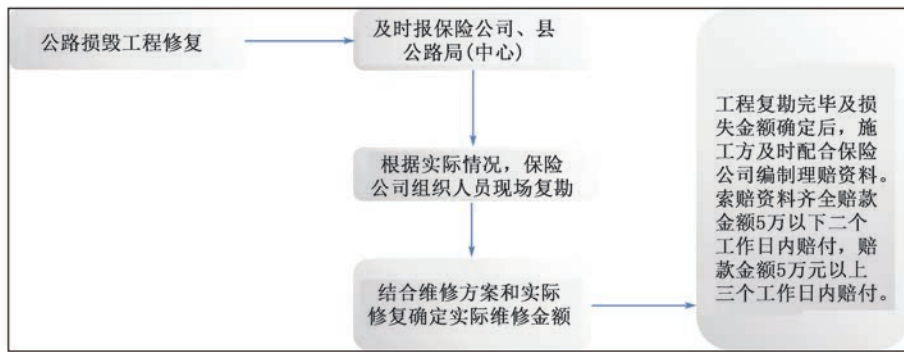 公路损毁工程修复
及时报保险公司、县
公路局(中心)
根据实际情况，保险
公司组织人员现场复勘
结合维修方案和实际
修复确定实际维修金额
工程复勘完毕及损
失金额确定后，施
工方及时配合保险
公司编制理赔资料。
索赔资料齐全赔款
金额5万以下二个
工作日内赔付，赔
款金额5万元以上
三个工作日内赔付。